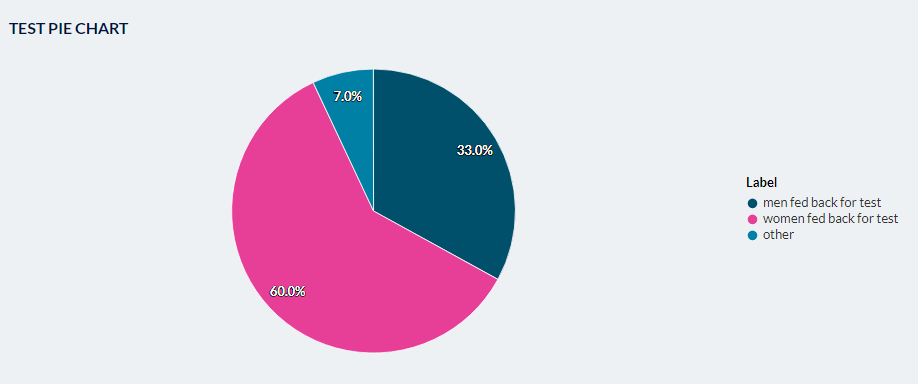 TEST PIE CHART
7.0%
33.0%
60.0%
Label
men fed back for test
women fed back for test
other